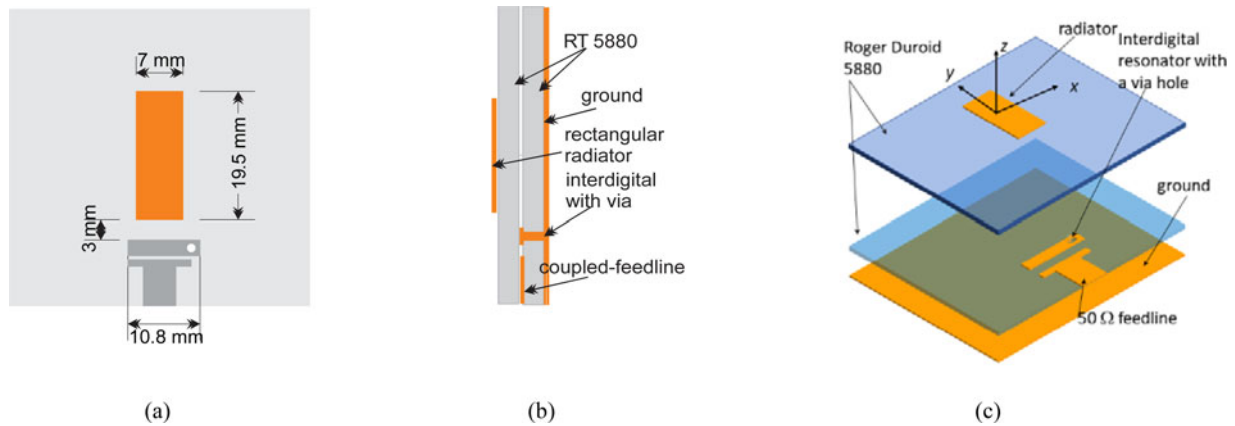 7 mm
19.5 mm
3 mm
10.8 mm
(a)
RT 5880
ground
rectangular
radiator
interdigital
with via
coupled-feedline
(b)
radiator
Interdigital
resonator with
a via hole
Roger Duroid
5880
z
y
x
ground
50 Ω feedline
(c)